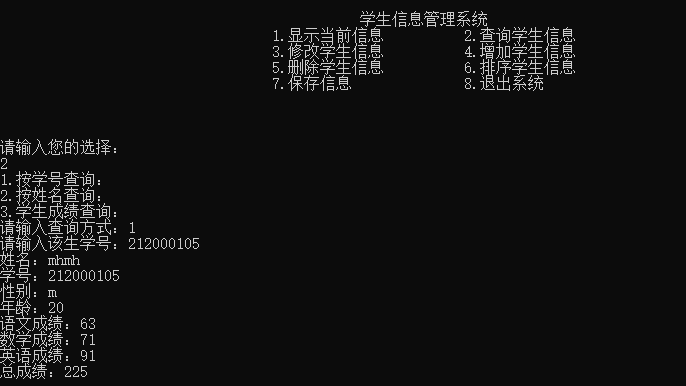 学生信息管理系统
1.显示当前信息 2.查询学生信息
3.修改学生信息 4.增加学生信息
5.删除学生信息 6.排序学生信息
7.保存信息 8.退出系统
请输入您的选择：
2
1.按学号查询：
2.按姓名查询：
3.学生成绩查询：
请输入查询方式：1
请输入该生学号：212000105
姓名：mhmh
学号：212000105
性别：m
年龄：20
语文成绩：63
数学成绩：71
英语成绩：91
总成绩：225